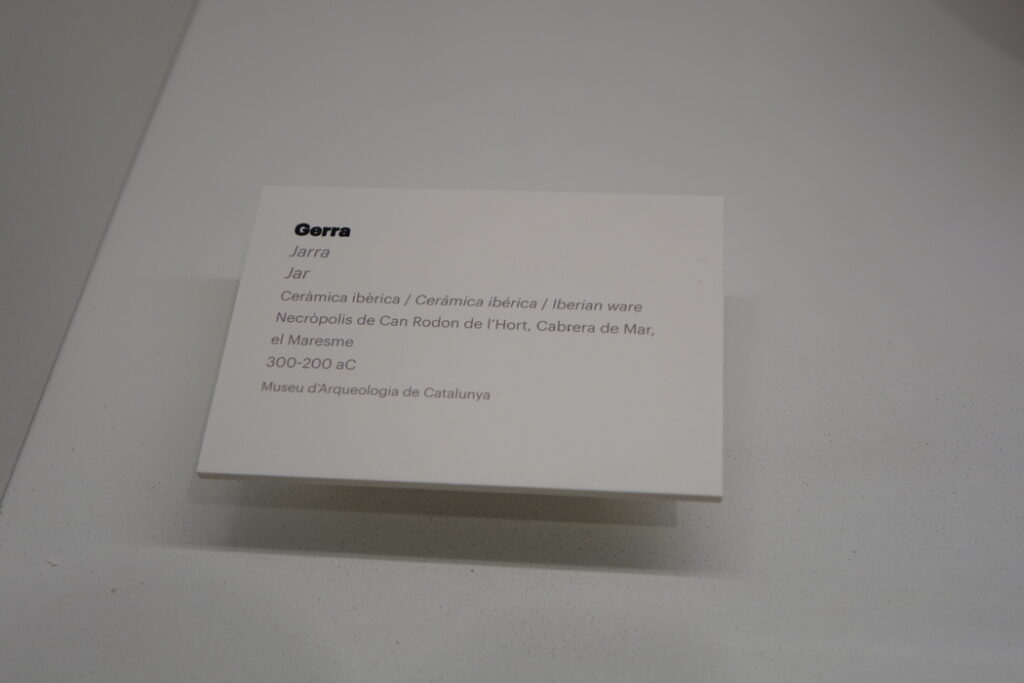 Gerra
Jarra
Jar
Ceràmica ibèrica / Cerámica ibérica / Iberian ware
Necròpolis de Can Rodon de l'Hort, Cabrera de Mar,
el Maresme
300-200 aC
Museu d'Arqueologia de Catalunya